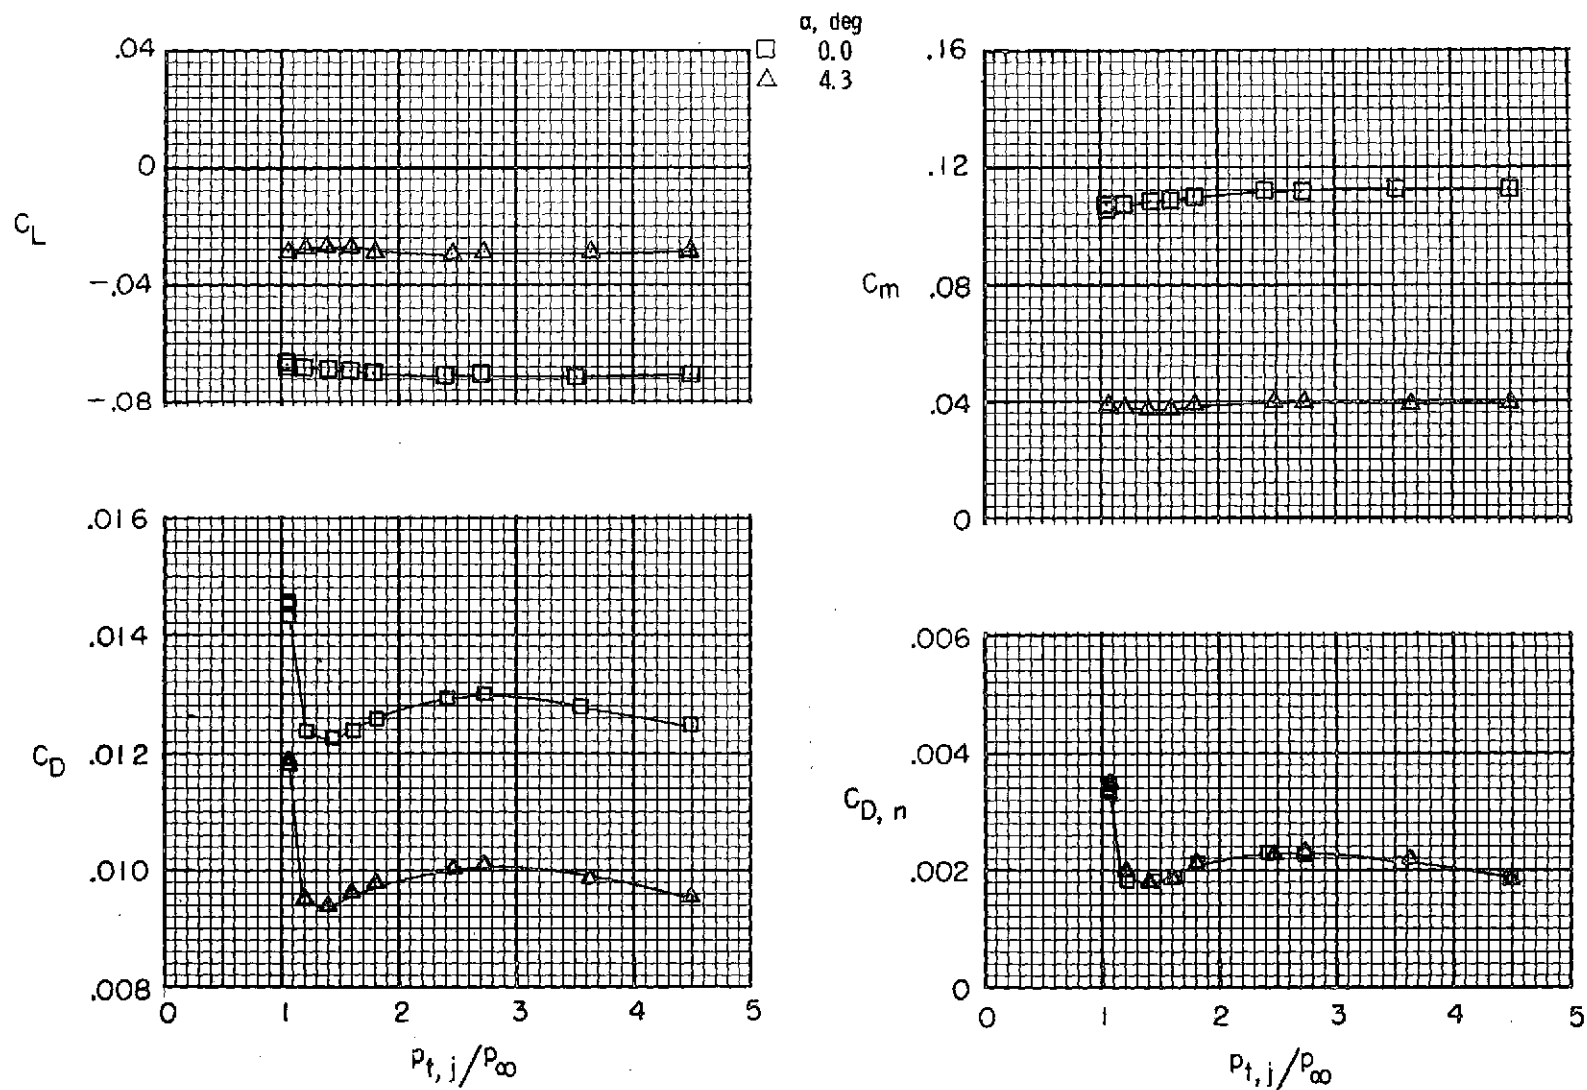 α, deg
□ 0.0
△ 4.3
.04
0
-.04
-.08
C_L
.16
.12
.08
.04
0
C_m
.016
.014
.012
.010
.008
C_D
0 1 2 3 4 5
p_t,j/p_∞
.006
.004
.002
0
C_D,n
0 1 2 3 4 5
p_t,j/p_∞